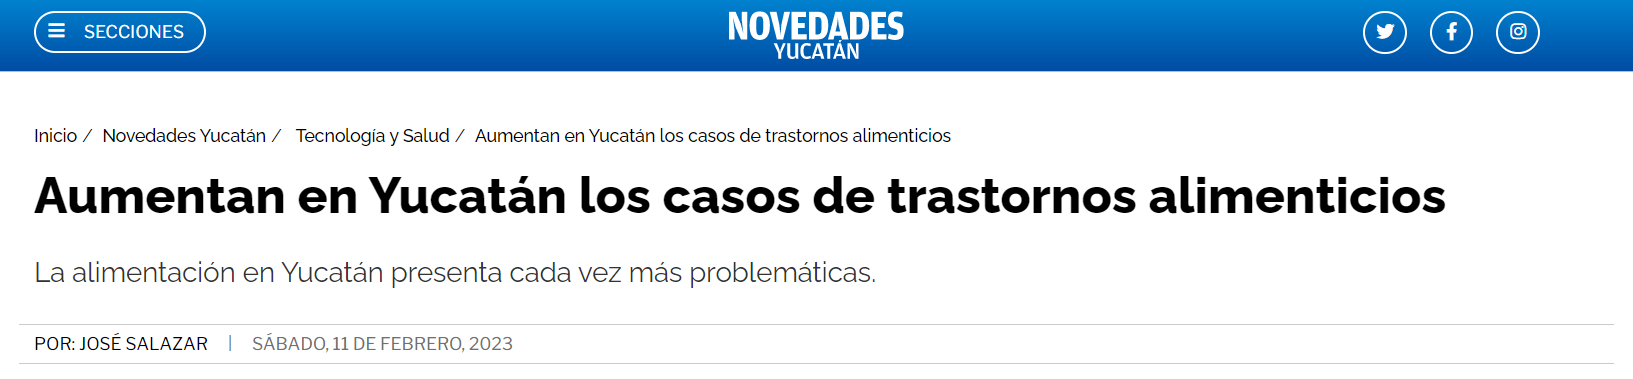 SECCIONES
NOVEDADES
YUCATÁN
Inicio / Novedades Yucatán / Tecnología y Salud / Aumentan en Yucatán los casos de trastornos alimenticios
Aumentan en Yucatán los casos de trastornos alimenticios
La alimentación en Yucatán presenta cada vez más problemáticas.
POR: JOSÉ SALAZAR | SÁBADO, 11 DE FEBRERO, 2023